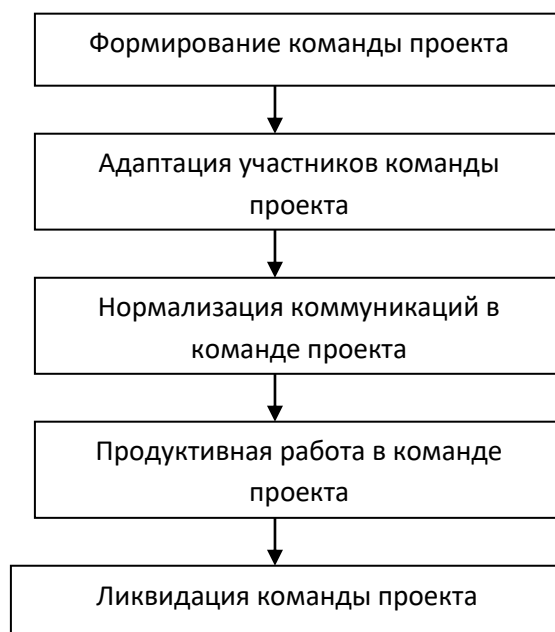 Формирование команды проекта
Адаптация участников команды
проекта
Нормализация коммуникаций в
команде проекта
Продуктивная работа в команде
проекта
Ликвидация команды проекта